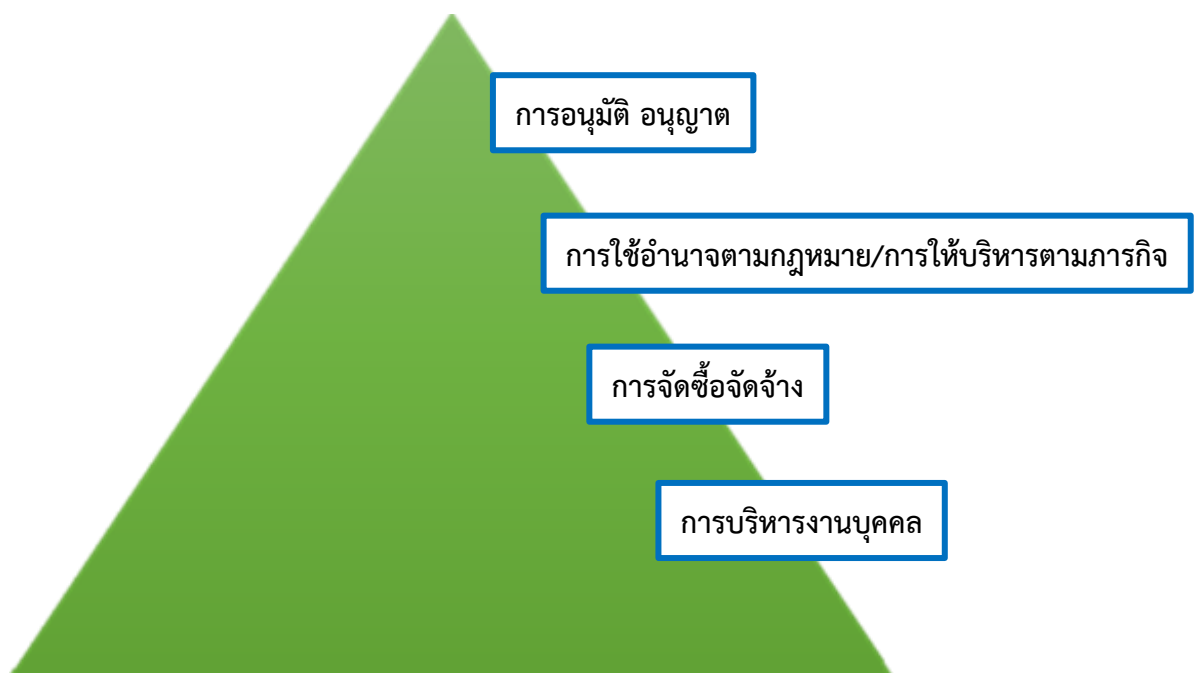 การอนุมัติ อนุญาต
การใช้อำนาจตามกฎหมาย/การให้บริหารตามภารกิจ
การจัดซื้อจัดจ้าง
การบริหารงานบุคคล